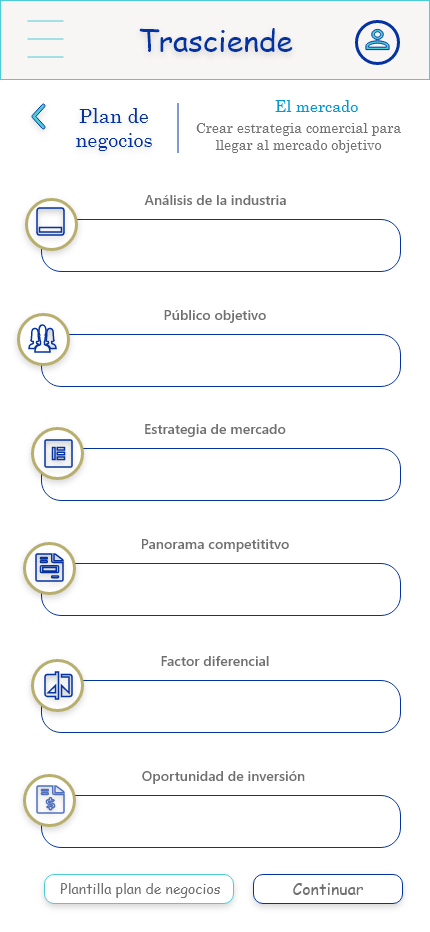 Trasciende
Plan de
negocios
El mercado
Crear estrategia comercial para
llegar al mercado objetivo
Análisis de la industria
Público objetivo
Estrategia de mercado
Panorama competititvo
Factor diferencial
Oportunidad de inversión
Plantilla plan de negocios
Continuar